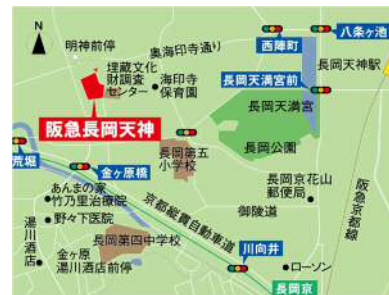 N
明神前停
奥海印寺通り
西陣町
八条ヶ池
埋蔵文化
財調査
センター
海印寺
保育園
長岡天満宮前
長岡天神駅
阪急長岡天神
長岡天満宮
長岡公園
荒堀
金ヶ原橋
長岡第五
小学校
あんまの家
竹乃里治療院
野々下医院
京都縦貫自動車道
長岡京花山
郵便局
御陵道
阪急京都線
湯川酒店
長岡第四中学校
金ヶ原
湯川酒店前停
川向井
ローソン
長岡京